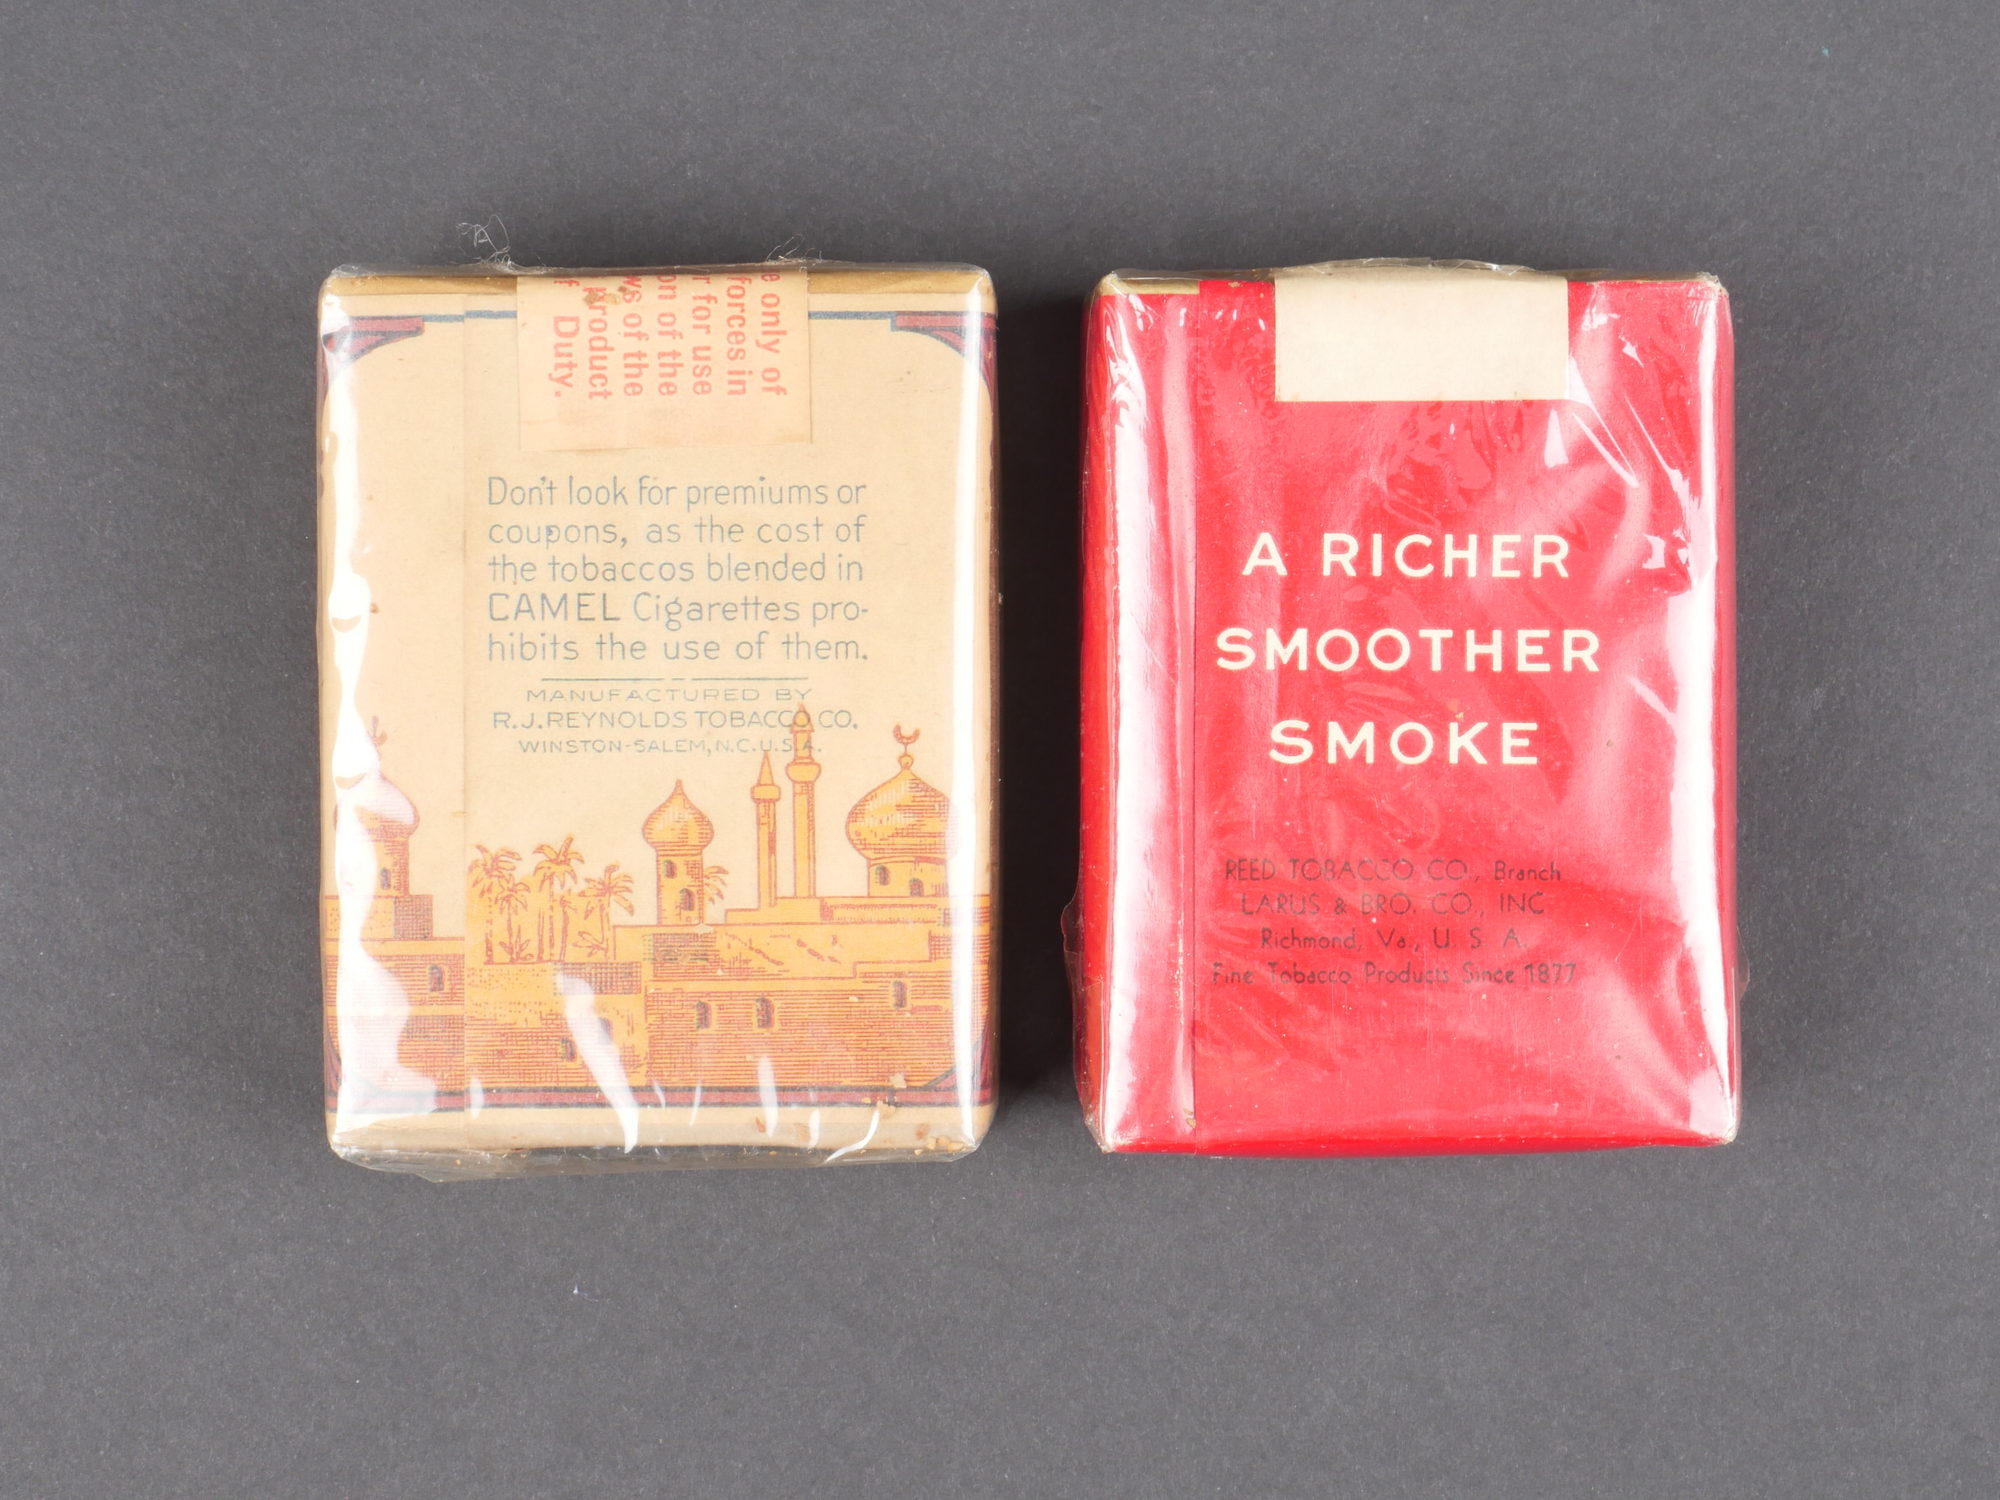 e only of
forces in
r for use
on of the
ws of the
Product
f Duty.
Don't look for premiums or
coupons, as the cost of
the tobaccos blended in
CAMEL Cigarettes pro-
hibits the use of them.
MANUFACTURED BY
R.J.REYNOLDS TOBACCO CO.
WINSTON-SALEM, N.C. U.S.A.
A RICHER
SMOOTHER
SMOKE
REED TOBACCO CO., Branch
LARUS & BRO. CO., INC
Richmond, Va., U. S. A.
Fine Tobacco Products Since 1877